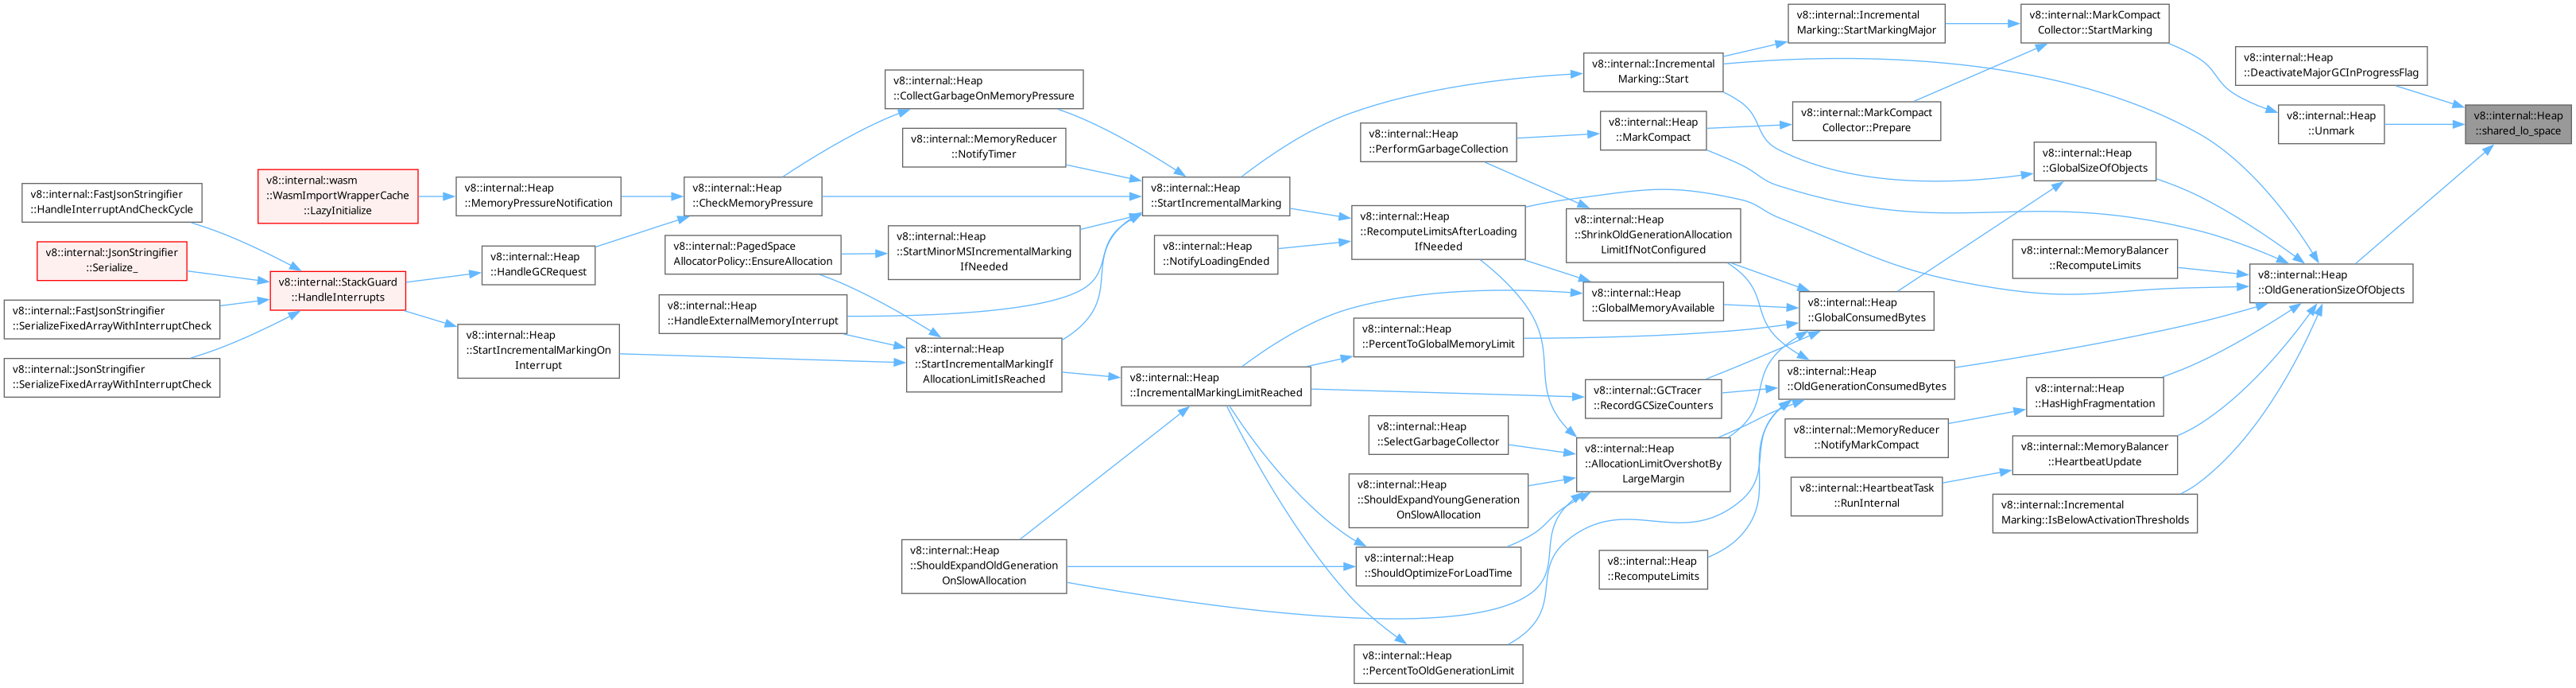 v8::internal::Heap
::shared_lo_space
v8::internal::Heap
::DeactivateMajorGCInProgressFlag
v8::internal::Heap
::Unmark
v8::internal::MarkCompact
Collector::StartMarking
v8::internal::Incremental
Marking::StartMarkingMajor
v8::internal::Incremental
Marking::Start
v8::internal::MarkCompact
Collector::Prepare
v8::internal::Heap
::MarkCompact
v8::internal::Heap
::PerformGarbageCollection
v8::internal::Heap
::GlobalSizeOfObjects
v8::internal::Heap
::OldGenerationSizeOfObjects
v8::internal::MemoryBalancer
::RecomputeLimits
v8::internal::Heap
::GlobalConsumedBytes
v8::internal::Heap
::OldGenerationConsumedBytes
v8::internal::Heap
::HasHighFragmentation
v8::internal::MemoryReducer
::NotifyMarkCompact
v8::internal::MemoryBalancer
::HeartbeatUpdate
v8::internal::HeartbeatTask
::RunInternal
v8::internal::Incremental
Marking::IsBelowActivationThresholds
v8::internal::Heap
::ShrinkOldGenerationAllocation
LimitIfNotConfigured
v8::internal::Heap
::GlobalMemoryAvailable
v8::internal::Heap
::PercentToGlobalMemoryLimit
v8::internal::GCTracer
::RecordGCSizeCounters
v8::internal::Heap
::AllocationLimitOvershotBy
LargeMargin
v8::internal::Heap
::SelectGarbageCollector
v8::internal::Heap
::ShouldExpandYoungGeneration
OnSlowAllocation
v8::internal::Heap
::ShouldOptimizeForLoadTime
v8::internal::Heap
::RecomputeLimits
v8::internal::Heap
::PercentToOldGenerationLimit
v8::internal::Heap
::RecomputeLimitsAfterLoading
IfNeeded
v8::internal::Heap
::NotifyLoadingEnded
v8::internal::Heap
::StartIncrementalMarking
v8::internal::Heap
::IncrementalMarkingLimitReached
v8::internal::Heap
::CollectGarbageOnMemoryPressure
v8::internal::MemoryReducer
::NotifyTimer
v8::internal::Heap
::CheckMemoryPressure
v8::internal::Heap
::StartMinorMSIncrementalMarking
IfNeeded
v8::internal::PagedSpace
AllocatorPolicy::EnsureAllocation
v8::internal::Heap
::HandleExternalMemoryInterrupt
v8::internal::Heap
::StartIncrementalMarkingIf
AllocationLimitIsReached
v8::internal::Heap
::ShouldExpandOldGeneration
OnSlowAllocation
v8::internal::Heap
::MemoryPressureNotification
v8::internal::wasm
::WasmImportWrapperCache
::LazyInitialize
v8::internal::Heap
::HandleGCRequest
v8::internal::Heap
::StartIncrementalMarkingOn
Interrupt
v8::internal::StackGuard
::HandleInterrupts
v8::internal::FastJsonStringifier
::HandleInterruptAndCheckCycle
v8::internal::JsonStringifier
::Serialize_
v8::internal::FastJsonStringifier
::SerializeFixedArrayWithInterruptCheck
v8::internal::JsonStringifier
::SerializeFixedArrayWithInterruptCheck